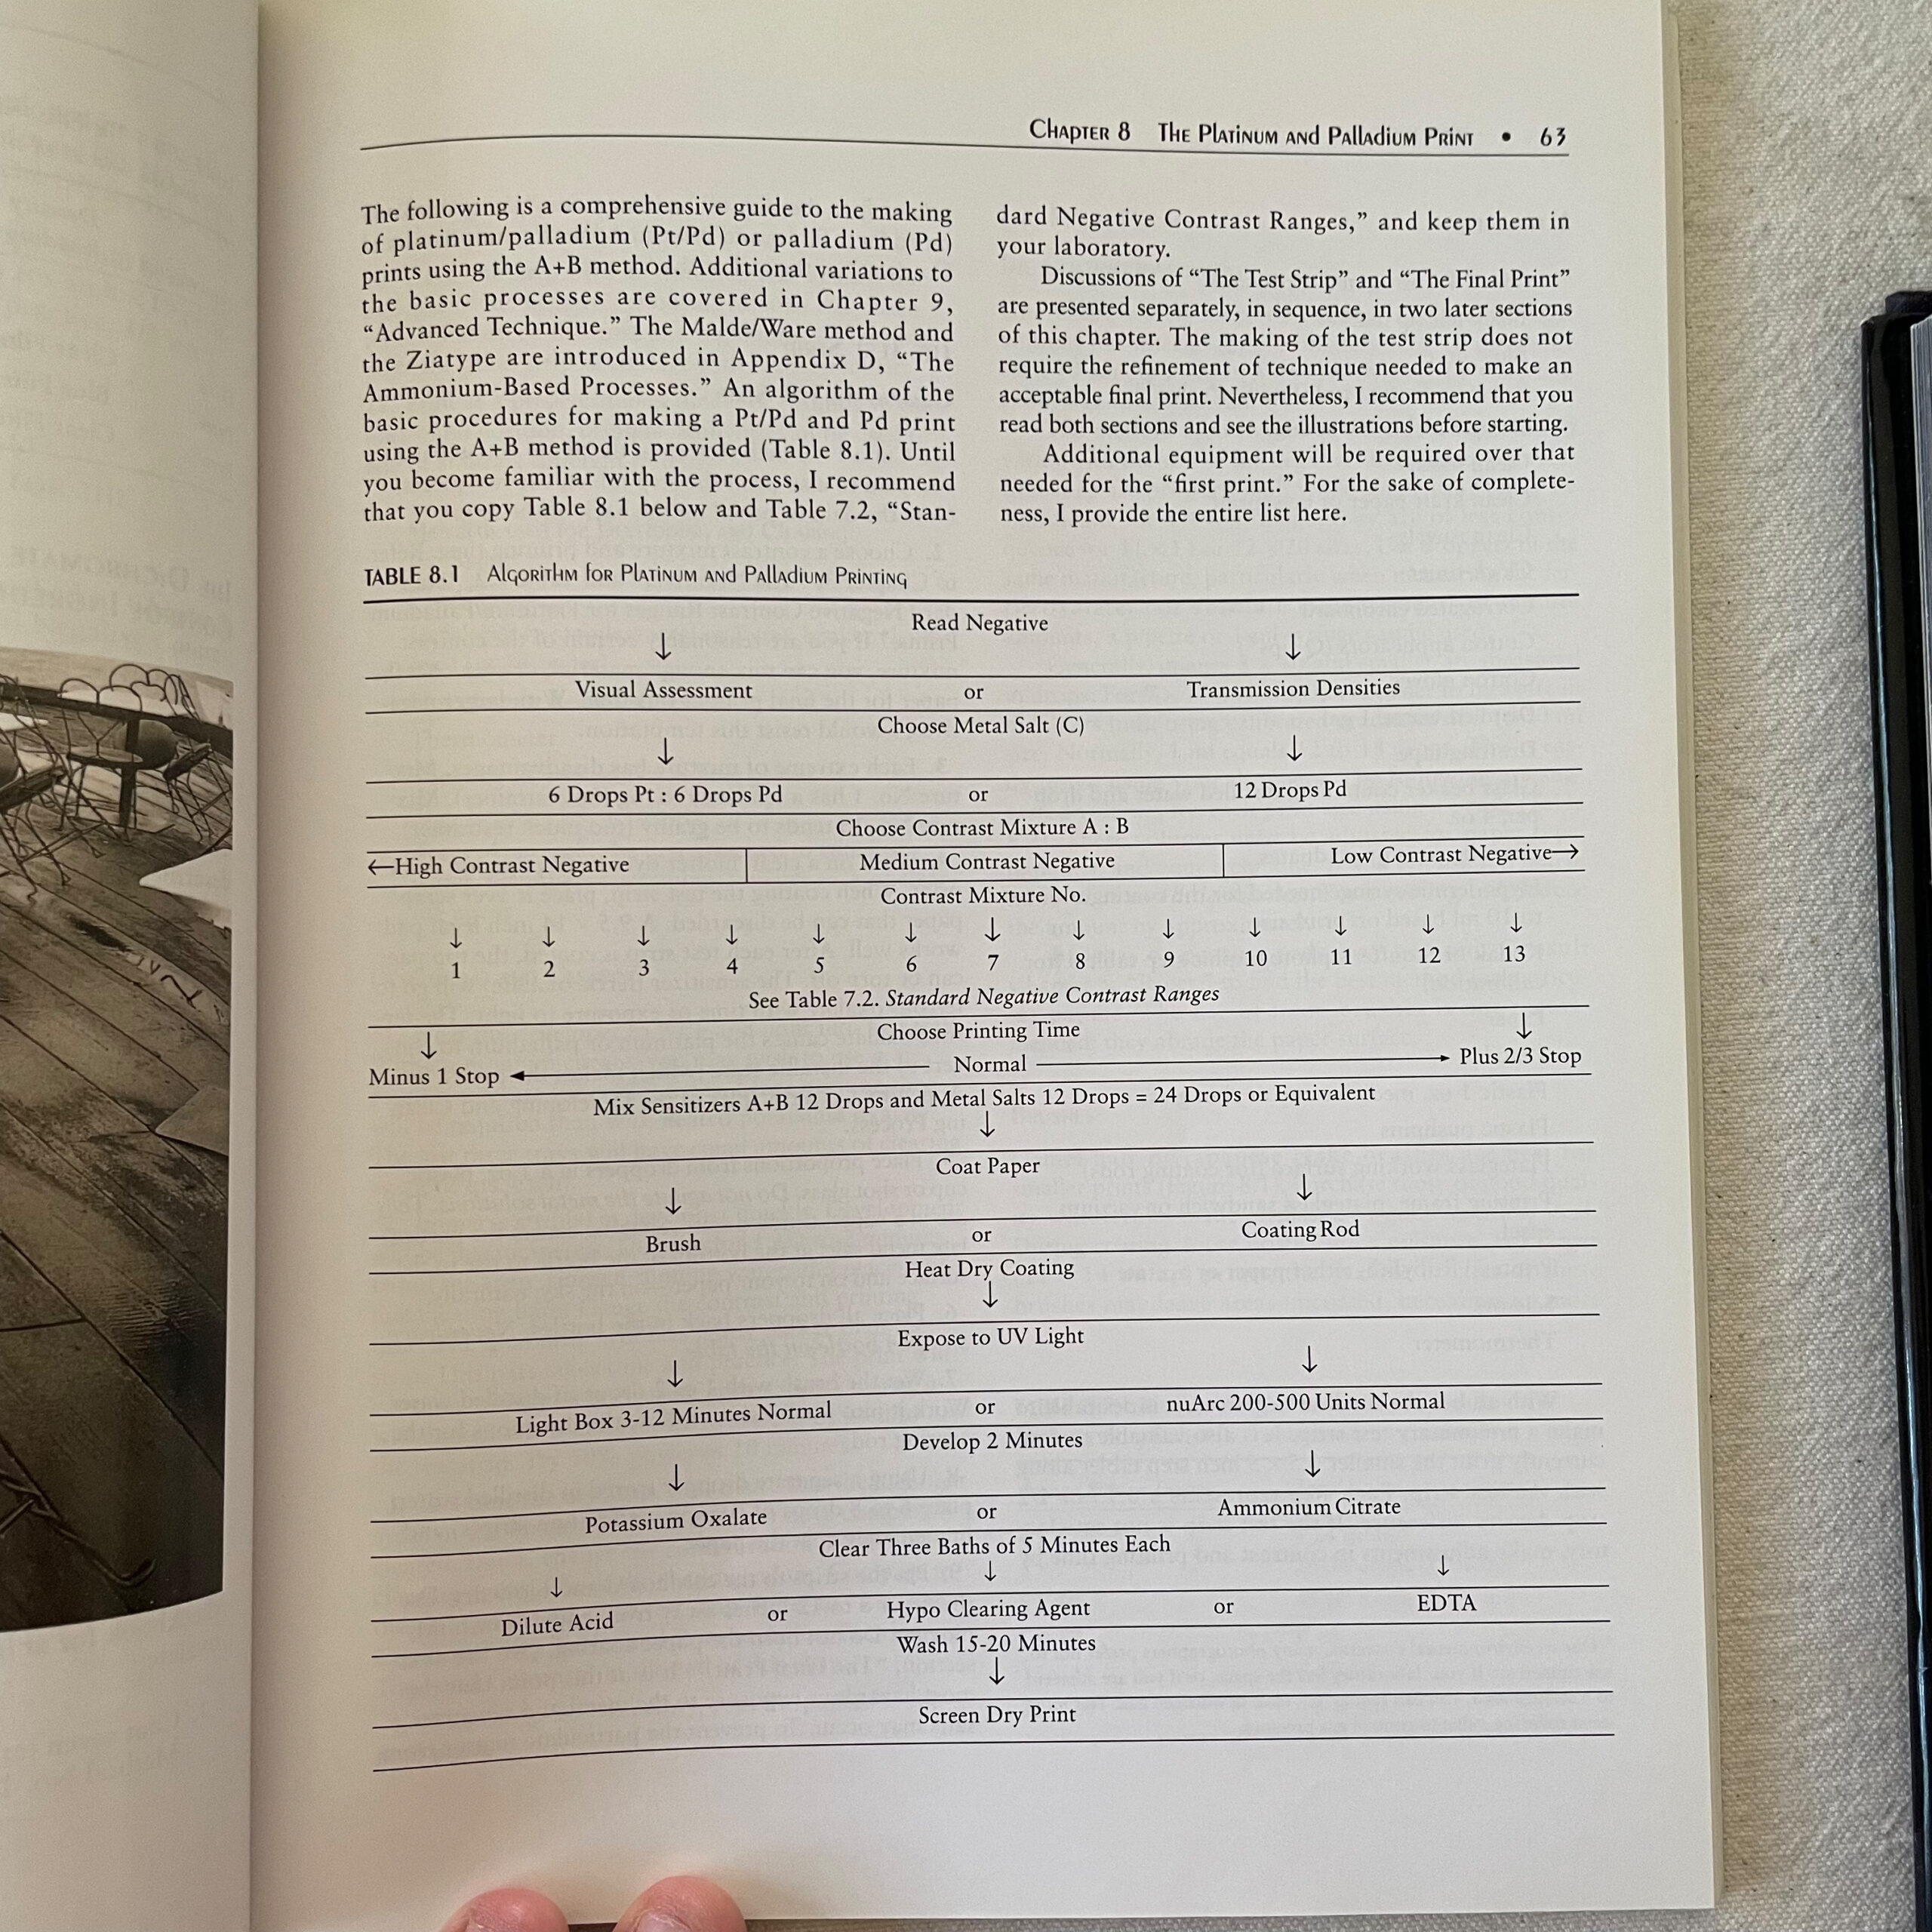 Chapter 8 The Platinum and Palladium Print • 63
The following is a comprehensive guide to the making
of platinum/palladium (Pt/Pd) or palladium (Pd)
prints using the A+B method. Additional variations to
the basic processes are covered in Chapter 9,
“Advanced Technique.” The Malde/Ware method and
the Ziatype are introduced in Appendix D, “The
Ammonium-Based Processes.” An algorithm of the
basic procedures for making a Pt/Pd and Pd print
using the A+B method is provided (Table 8.1). Until
you become familiar with the process, I recommend
that you copy Table 8.1 below and Table 7.2, “Stan-
dard Negative Contrast Ranges,” and keep them in
your laboratory.
Discussions of “The Test Strip” and “The Final Print”
are presented separately, in sequence, in two later sections
of this chapter. The making of the test strip does not
require the refinement of technique needed to make an
acceptable final print. Nevertheless, I recommend that you
read both sections and see the illustrations before starting.
Additional equipment will be required over that
needed for the “first print.” For the sake of complete-
ness, I provide the entire list here.
TABLE 8.1 Algorithm for Platinum and Palladium Printing
Read Negative
↓ ↓
Visual Assessment or Transmission Densities
Choose Metal Salt (C)
↓ ↓
6 Drops Pt : 6 Drops Pd or 12 Drops Pd
Choose Contrast Mixture A : B
←High Contrast Negative Medium Contrast Negative Low Contrast Negative→
Contrast Mixture No.
↓ ↓ ↓ ↓ ↓ ↓ ↓ ↓ ↓ ↓ ↓ ↓ ↓
1 2 3 4 5 6 7 8 9 10 11 12 13
See Table 7.2. Standard Negative Contrast Ranges
Choose Printing Time
↓ ↓
Minus 1 Stop ← Normal → Plus 2/3 Stop
Mix Sensitizers A+B 12 Drops and Metal Salts 12 Drops = 24 Drops or Equivalent
↓
Coat Paper
↓ ↓
Brush or Coating Rod
Heat Dry Coating
↓
Expose to UV Light
↓ ↓
Light Box 3-12 Minutes Normal or nuArc 200-500 Units Normal
Develop 2 Minutes
↓ ↓
Potassium Oxalate or Ammonium Citrate
Clear Three Baths of 5 Minutes Each
↓ ↓ ↓
Dilute Acid or Hypo Clearing Agent or EDTA
Wash 15-20 Minutes
↓
Screen Dry Print